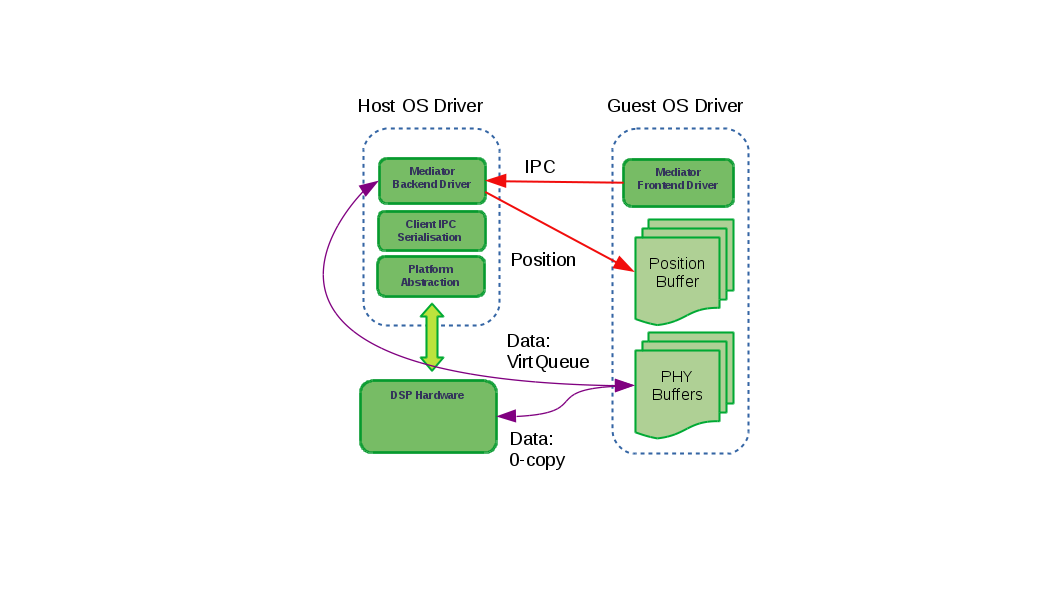 Host OS Driver
Guest OS Driver
Mediator
Backend Driver
IPC
Mediator
Frontend Driver
Client IPC
Serialisation
Position
Position
Buffer
Platform
Abstraction
Data:
VirtQueue
PHY
Buffers
DSP Hardware
Data:
0-copy